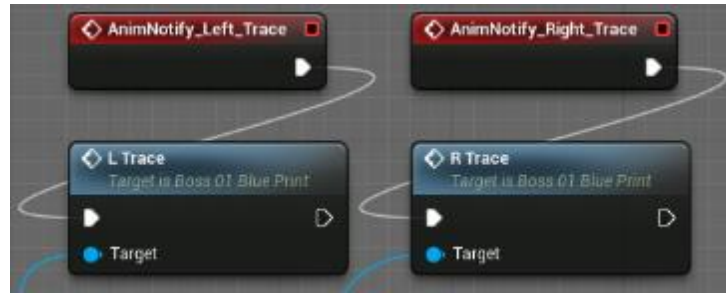 AnimNotify_Left_Trace
AnimNotify_Right_Trace
L Trace
Target is Boss 01 Blue Print
R Trace
Target is Boss 01 Blue Print
Target
Target